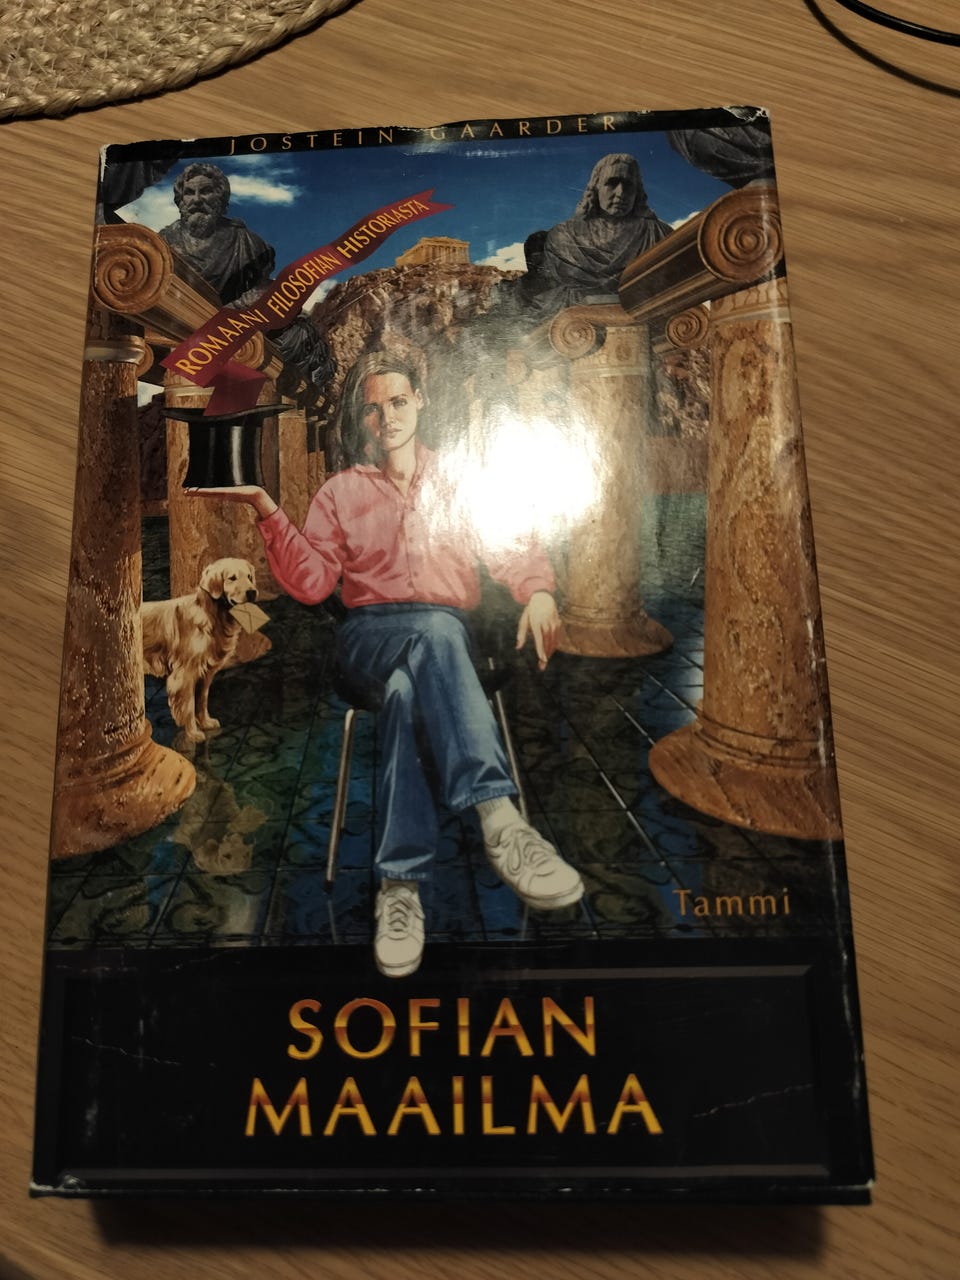 JOSTEIN GAARDER
ROMAANI FILOSOFIAN HISTORIASTA
Tammi
SOFIAN
MAAILMA